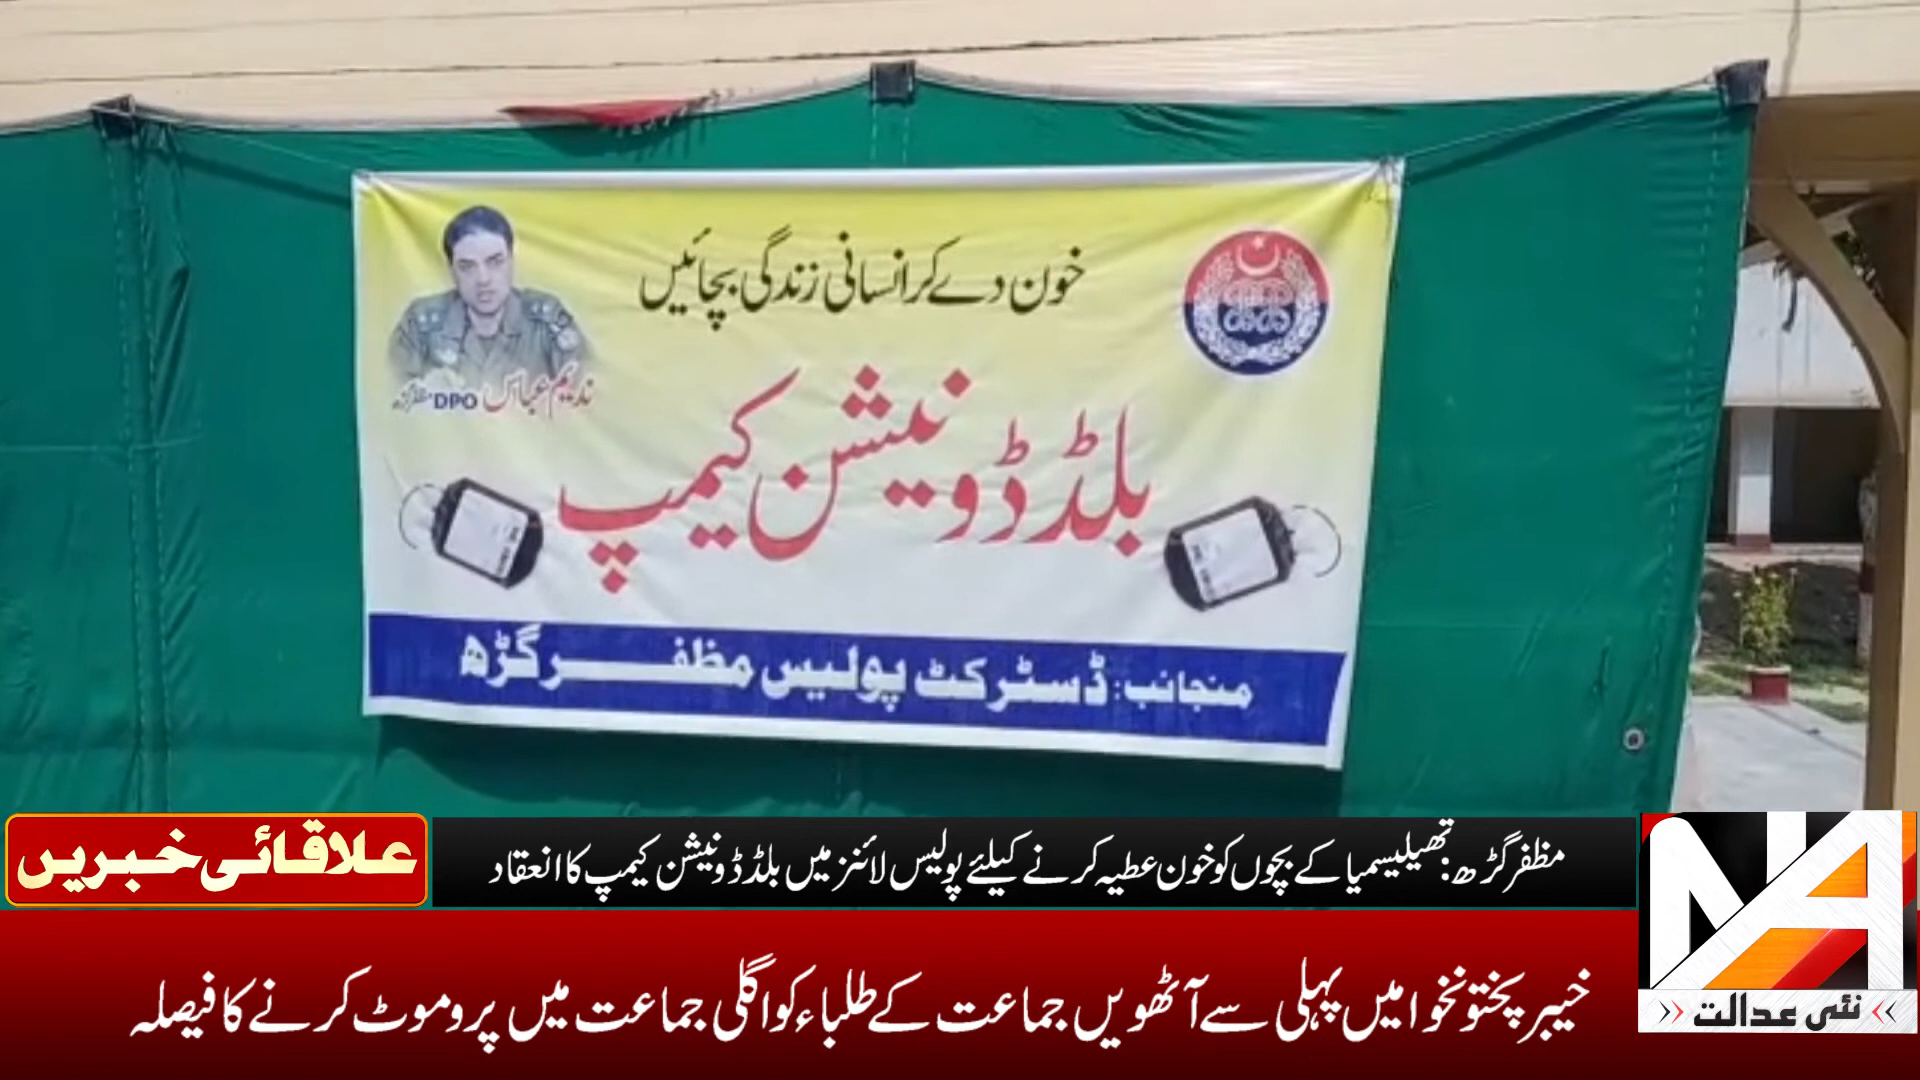 خون دے کر انسانی زندگی بچائیں
ندیم عباس DPO مظفرگڑھ
بلڈ ڈونیشن کیمپ
منجانب: ڈسٹرکٹ پولیس مظفرگڑھ
علاقائی خبریں
مظفرگڑھ: تھیلیسمیا کے بچوں کو خون عطیہ کرنے کیلئے پولیس لائنز میں بلڈ ڈونیشن کیمپ کا انعقاد
NA
نئی عدالت
خیبر پختونخوا میں پہلی سے آٹھویں جماعت کے طلباء کو اگلی جماعت میں پروموٹ کرنے کا فیصلہ